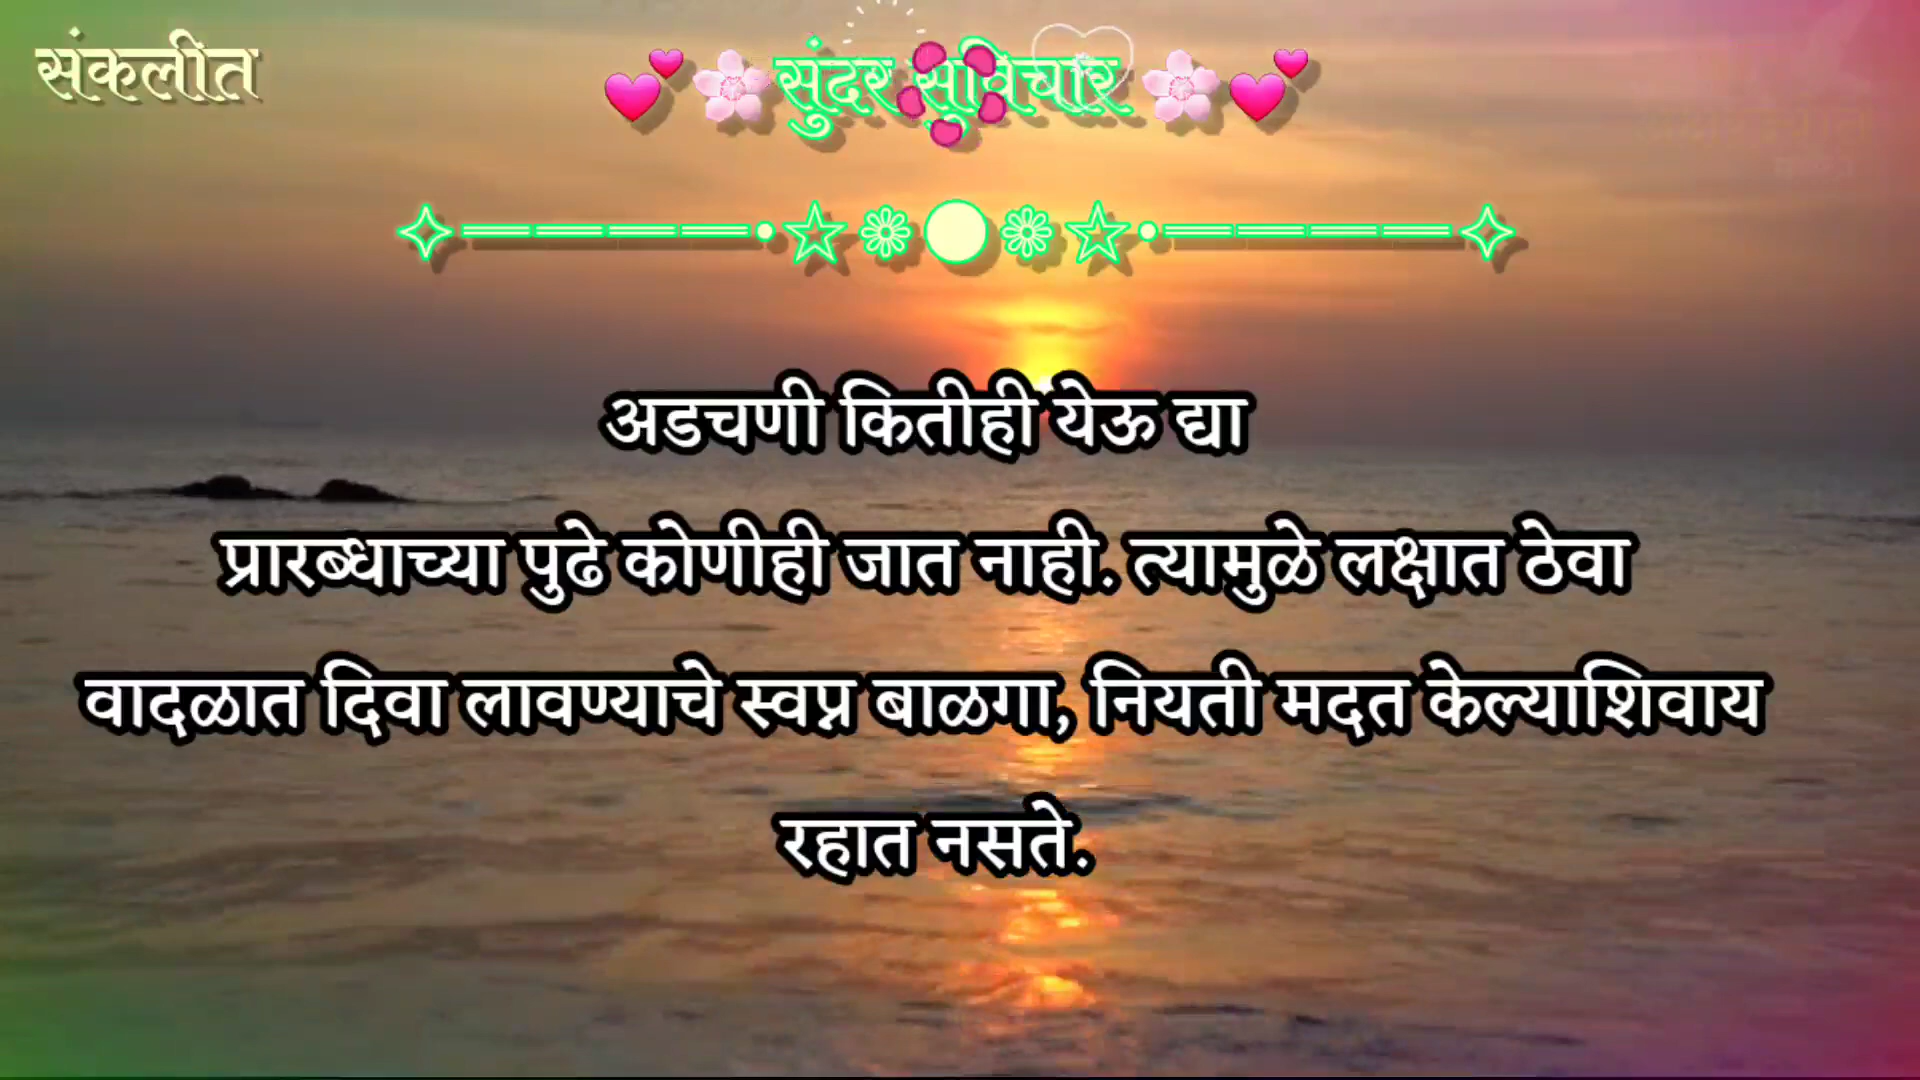 संकलीत
💕🌸सुंदर सुविचार🌸💕
अडचणी कितीही येऊ द्या
प्रारब्धाच्या पुढे कोणीही जात नाही. त्यामुळे लक्षात ठेवा
वादळात दिवा लावण्याचे स्वप्न बाळगा, नियती मदत केल्याशिवाय
रहात नसते.